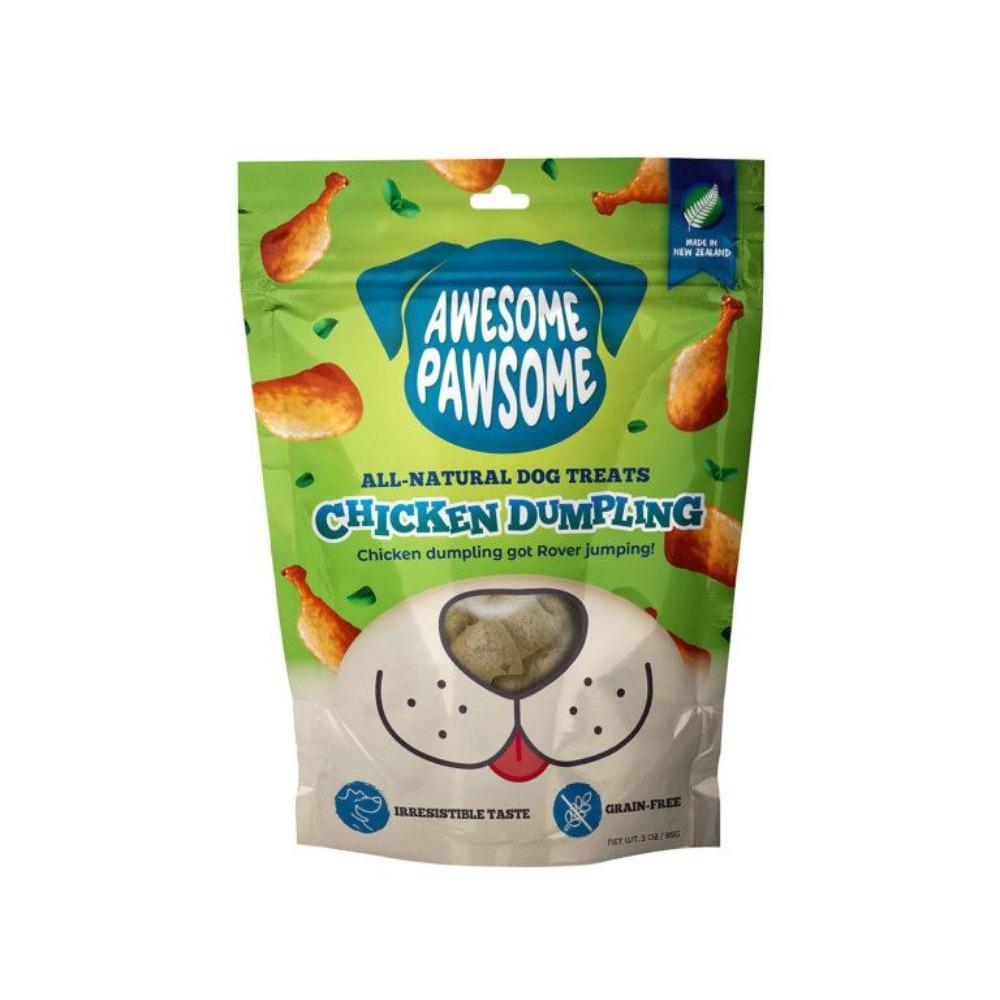 MADE IN
NEW ZEALAND
AWESOME
PAWSOME
ALL-NATURAL DOG TREATS
CHICKEN DUMPLING
Chicken dumpling got Rover jumping!
IRRESISTIBLE TASTE
GRAIN-FREE
NET WT. 3 OZ / 85G